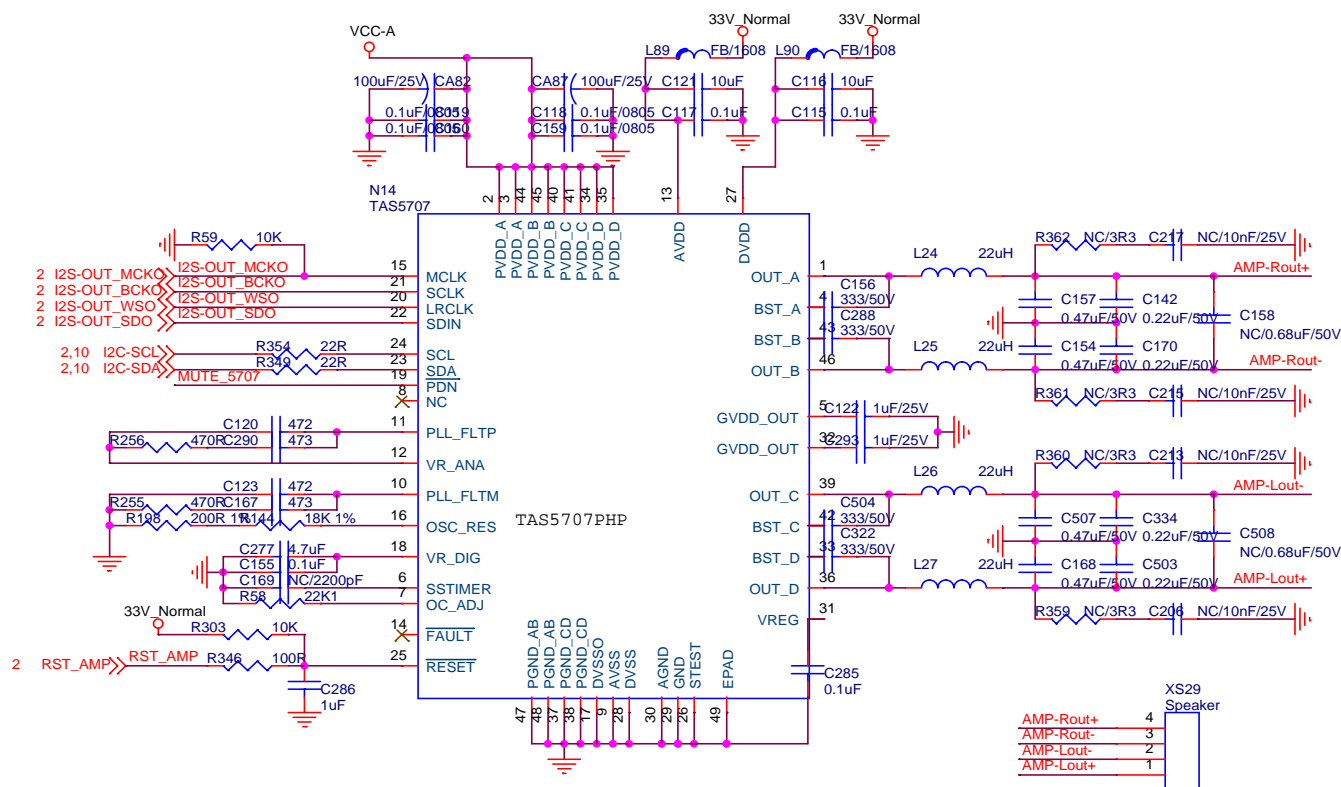 VCC-A
33V_Normal
33V_Normal
L89 FB/1608
L90 FB/1608
100uF/25V CA82
CA87 100uF/25V
C121 10uF
C116 10uF
0.1uF/0805 C119
C118 0.1uF
C117 0.1uF
C115 0.1uF
0.1uF/0805 C160
C159 0.1uF/0805
N14
TAS5707
2 3 44 45 40 41 34 35 13 27
PVDD_A PVDD_A PVDD_B PVDD_B PVDD_C PVDD_C PVDD_D PVDD_D AVDD DVDD
R59 10K
2 I2S-OUT_MCKO I2S-OUT_MCKO 15 MCLK
2 I2S-OUT_BCKO I2S-OUT_BCKO 21 SCLK
2 I2S-OUT_WSO I2S-OUT_WSO 20 LRCLK
2 I2S-OUT_SDO I2S-OUT_SDO 22 SDIN
2,10 I2C-SCL R354 22R 24 SCL
2,10 I2C-SDA R349 22R 23 SDA
MUTE_5707 19 PDN
8 NC
C120 472 11 PLL_FLTP
R256 470R C290 473
12 VR_ANA
C123 472 10 PLL_FLTM
R255 470R C167 473
R198 200R 1% R144 18K 1% 16 OSC_RES
C277 4.7uF 18 VR_DIG
C155 0.1uF
C169 NC/2200pF 6 SSTIMER
R58 22K1 7 OC_ADJ
33V_Normal
R303 10K 14 FAULT
2 RST_AMP RST_AMP R346 100R 25 RESET
C286
1uF
TAS5707PHP
OUT_A 1 L24 22uH
BST_A 4 C156 333/50V
BST_B 43 C288 333/50V
OUT_B 46 L25 22uH
GVDD_OUT 5 C122 1uF/25V
GVDD_OUT 32 C293 1uF/25V
OUT_C 39 L26 22uH
BST_C 42 C504 333/50V
BST_D 33 C322 333/50V
OUT_D 36 L27 22uH
VREG 31
R362 NC/3R3 C217 NC/10nF/25V
AMP-Rout+
C157 0.47uF/50V
C142 0.22uF/50V
C158
NC/0.68uF/50V
C154 0.47uF/50V
C170 0.22uF/50V
AMP-Rout-
R361 NC/3R3 C215 NC/10nF/25V
R360 NC/3R3 C213 NC/10nF/25V
AMP-Lout-
C507 0.47uF/50V
C334 0.22uF/50V
C508
NC/0.68uF/50V
C168 0.47uF/50V
C503 0.22uF/50V
AMP-Lout+
R359 NC/3R3 C206 NC/10nF/25V
PGND_AB PGND_AB PGND_CD PGND_CD DVSSO AVSS DVSS AGND GND STEST EPAD
47 48 37 38 17 9 28 30 29 26 49
C285
0.1uF
XS29
Speaker
AMP-Rout+ 4
AMP-Rout- 3
AMP-Lout- 2
AMP-Lout+ 1